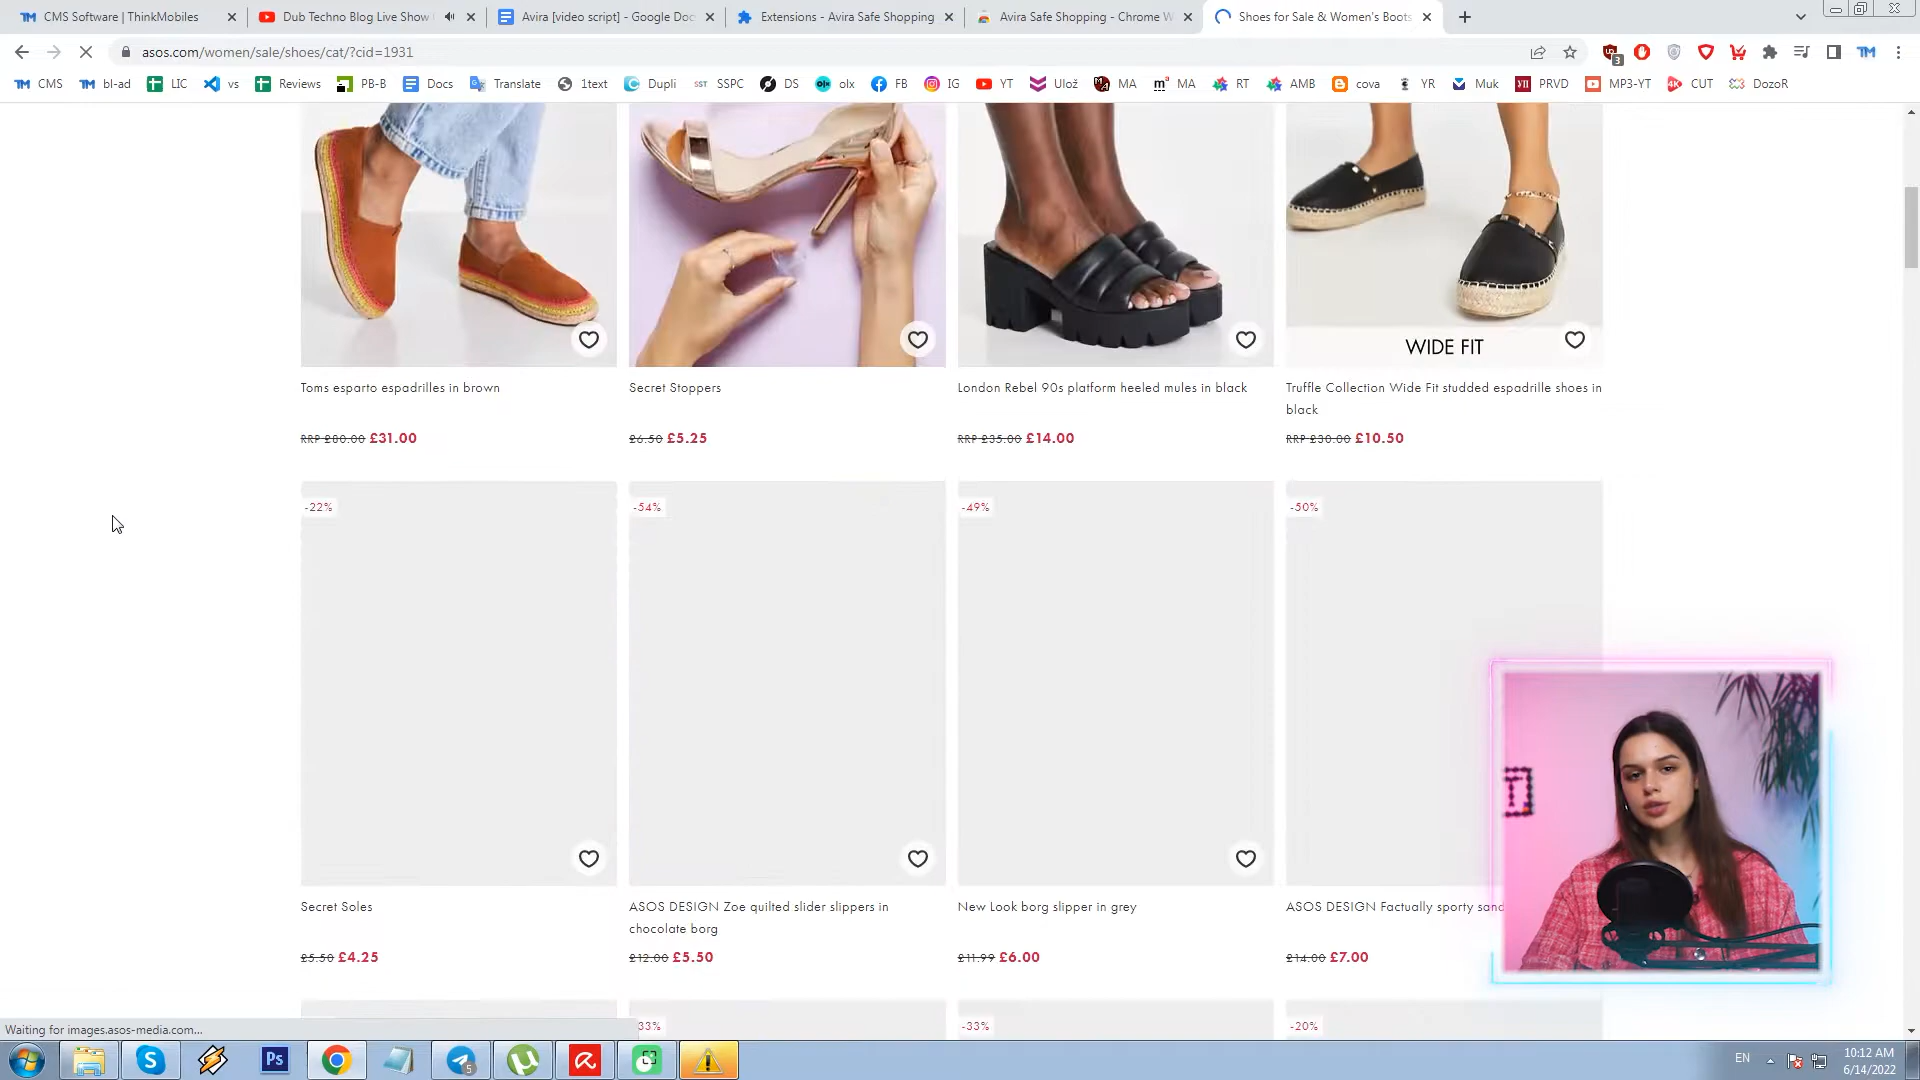 CMS Software | ThinkMobiles
Dub Techno Blog Live Show
Avira [video script] - Google Doc
Extensions - Avira Safe Shopping
Avira Safe Shopping - Chrome W
Shoes for Sale & Women's Boots
asos.com/women/sale/shoes/cat/?cid=1931
3
TM
CMS
bl-ad
LIC
vs
Reviews
PB-B
Docs
Translate
1text
Dupli
SSPC
DS
olx
FB
IG
YT
Ulož
MA
MA
RT
AMB
cova
YR
Muk
PRVD
MP3-YT
CUT
DozoR
WIDE FIT
Toms esparto espadrilles in brown
RRP £80.00 £31.00
Secret Stoppers
£6.50 £5.25
London Rebel 90s platform heeled mules in black
RRP £35.00 £14.00
Truffle Collection Wide Fit studded espadrille shoes in
black
RRP £30.00 £10.50
-22%
-54%
-49%
-50%
Secret Soles
£5.50 £4.25
ASOS DESIGN Zoe quilted slider slippers in
chocolate borg
£12.00 £5.50
New Look borg slipper in grey
£11.99 £6.00
ASOS DESIGN Factually sporty sand
£14.00 £7.00
33%
-33%
-20%
Waiting for images.asos-media.com...
Ps
5
EN
10:12 AM
6/14/2022